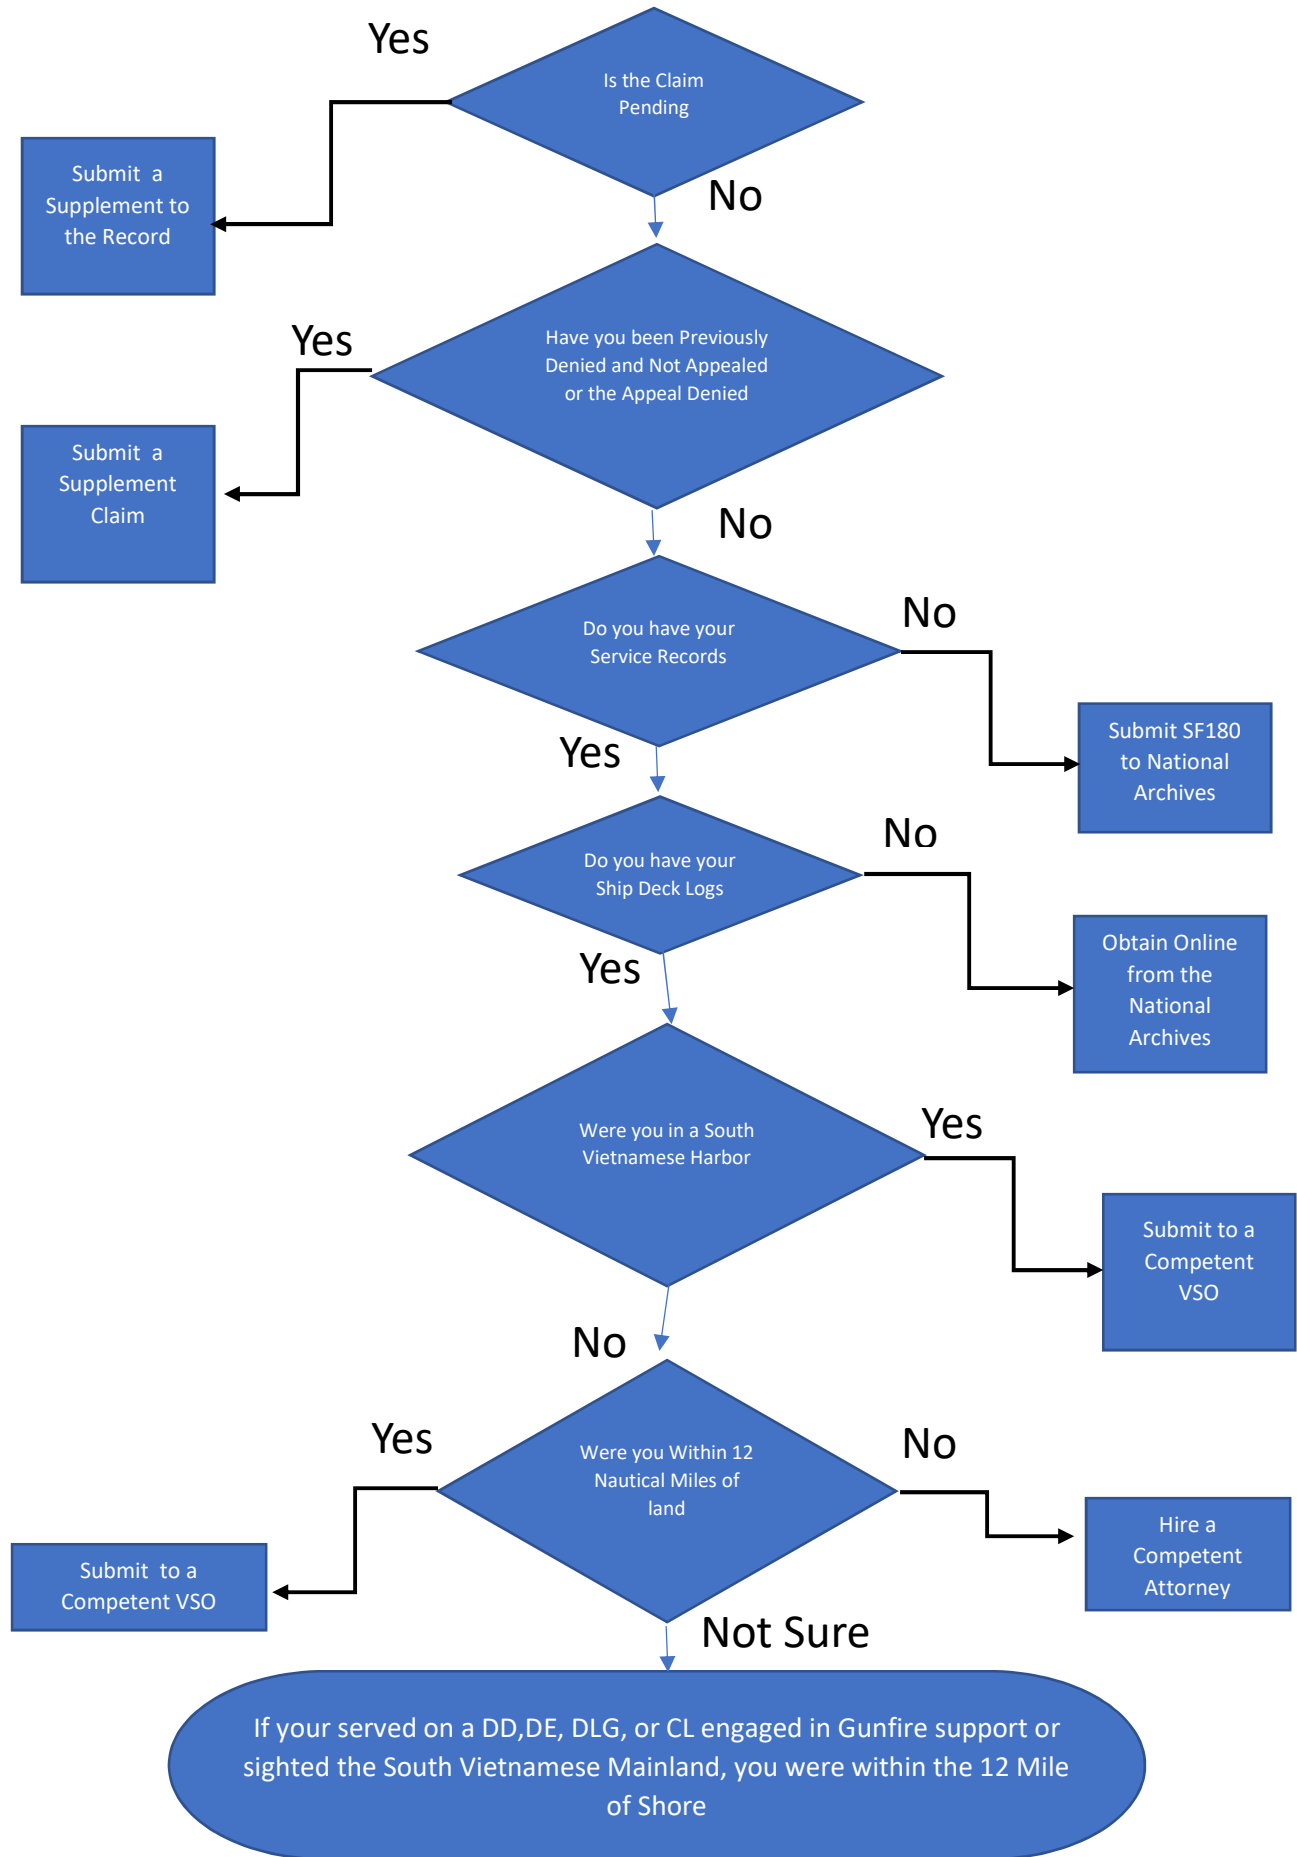 Yes
Is the Claim
Pending
Submit a
Supplement to
the Record
No
Yes
Have you been Previously
Denied and Not Appealed
or the Appeal Denied
Submit a
Supplement
Claim
No
Do you have your
Service Records
No
Submit SF180
to National
Archives
Yes
Do you have your
Ship Deck Logs
No
Obtain Online
from the
National
Archives
Yes
Were you in a South
Vietnamese Harbor
Yes
Submit to a
Competent
VSO
No
Yes
Were you Within 12
Nautical Miles of
land
No
Hire a
Competent
Attorney
Submit to a
Competent VSO
Not Sure
If your served on a DD,DE, DLG, or CL engaged in Gunfire support or
sighted the South Vietnamese Mainland, you were within the 12 Mile
of Shore